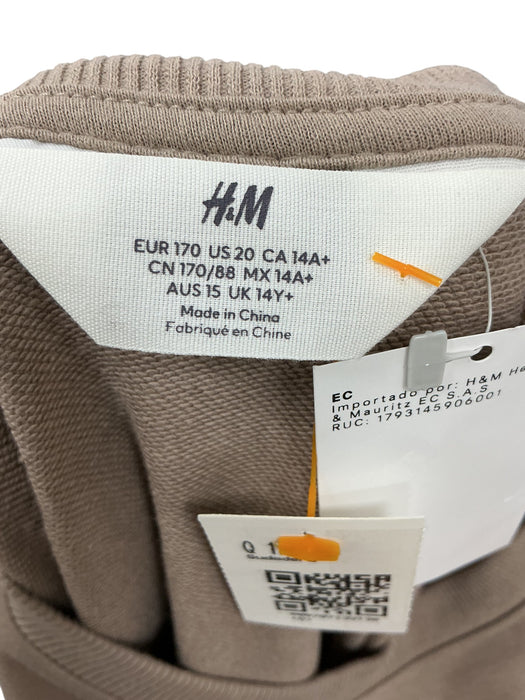 H&M
EUR 170 US 20 CA 14A+
CN 170/88 MX 14A+
AUS 15 UK 14Y+
Made in China
Fabriqué en Chine
EC
Importado por: H&M He
& Mauritz EC S.A.S
RUC: 1793145906001
Q 1